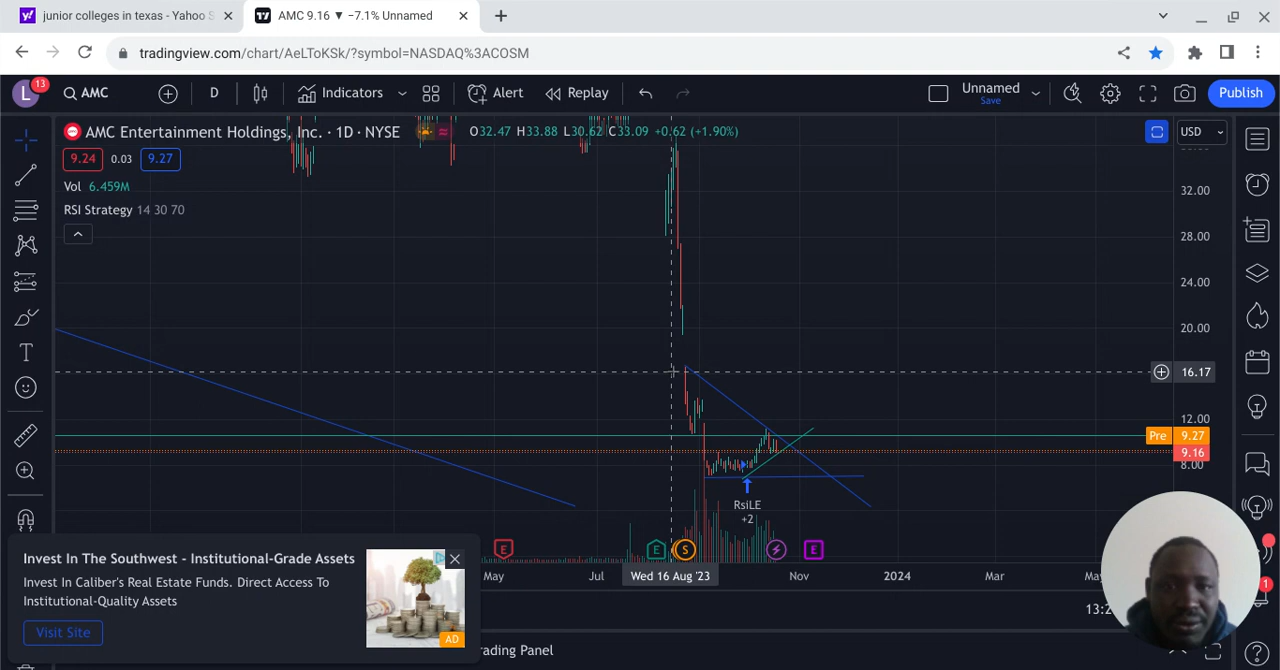 junior colleges in texas - Yahoo S
AMC 9.16 ▼ −7.1% Unnamed
tradingview.com/chart/AeLToKSk/?symbol=NASDAQ%3ACOSM
L
13
AMC
D
Indicators
Alert
Replay
Unnamed
Save
Publish
AMC Entertainment Holdings, Inc. · 1D · NYSE
O32.47 H33.88 L30.62 C33.09 +0.62 (+1.90%)
USD
9.24 0.03 9.27
Vol 6.459M
RSI Strategy 14 30 70
32.00
28.00
24.00
20.00
16.17
12.00
Pre 9.27
9.16
8.00
RsiLE
+2
E
E
S
E
May
Jul
Wed 16 Aug '23
Nov
2024
Mar
Invest In The Southwest - Institutional-Grade Assets
Invest In Caliber's Real Estate Funds. Direct Access To
Institutional-Quality Assets
Visit Site
AD
13:2
1
rading Panel